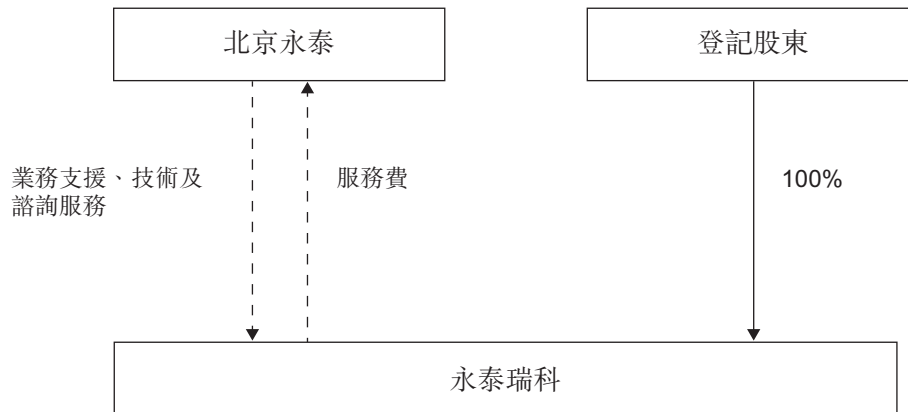 北京永泰
登記股東
業務支援、技術及
諮詢服務
服務費
100%
永泰瑞科